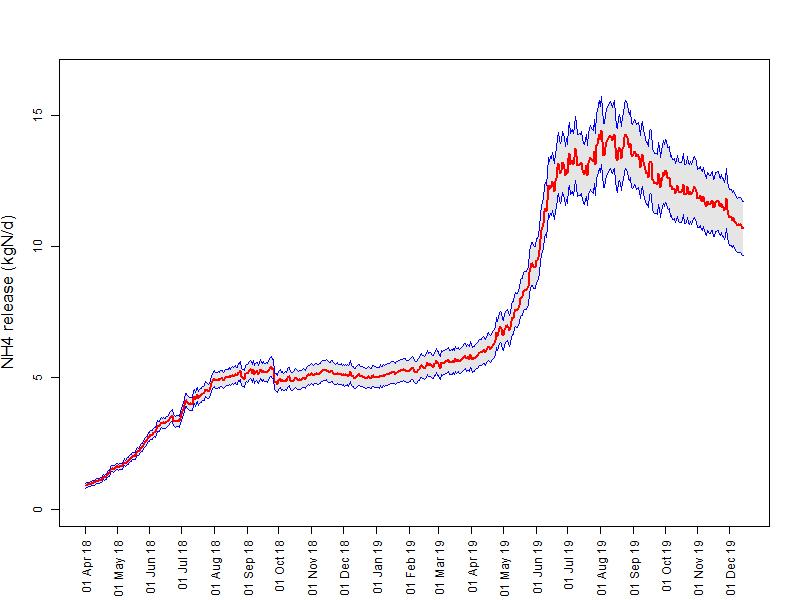 NH4 release (kgN/d)
15
10
5
0
01 Apr 18
01 May 18
01 Jun 18
01 Jul 18
01 Aug 18
01 Sep 18
01 Oct 18
01 Nov 18
01 Dec 18
01 Jan 19
01 Feb 19
01 Mar 19
01 Apr 19
01 May 19
01 Jun 19
01 Jul 19
01 Aug 19
01 Sep 19
01 Oct 19
01 Nov 19
01 Dec 19